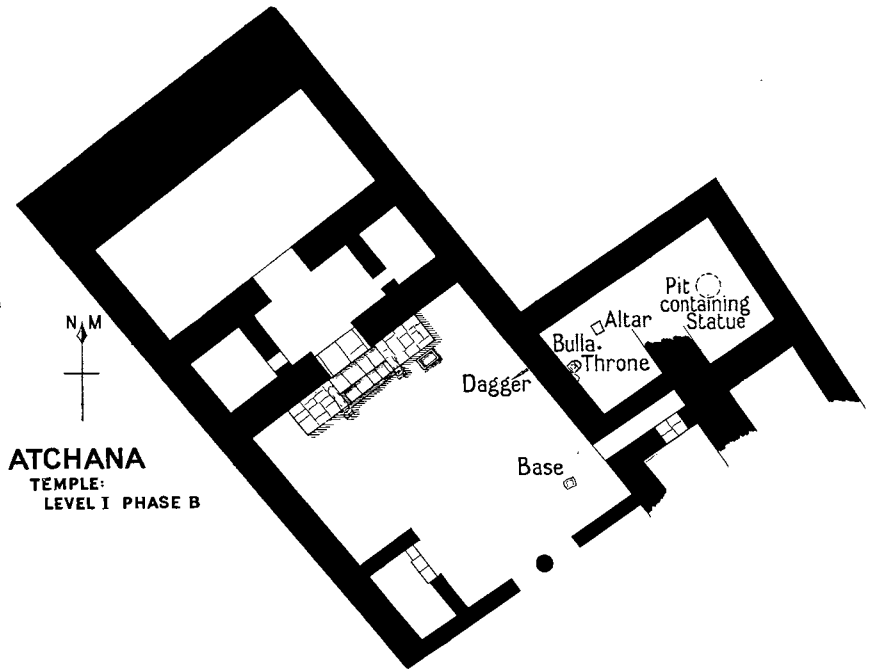 N M
ATCHANA
TEMPLE:
LEVEL I PHASE B
Pit
containing
Statue
Altar
Bulla.
Throne
Dagger
Base